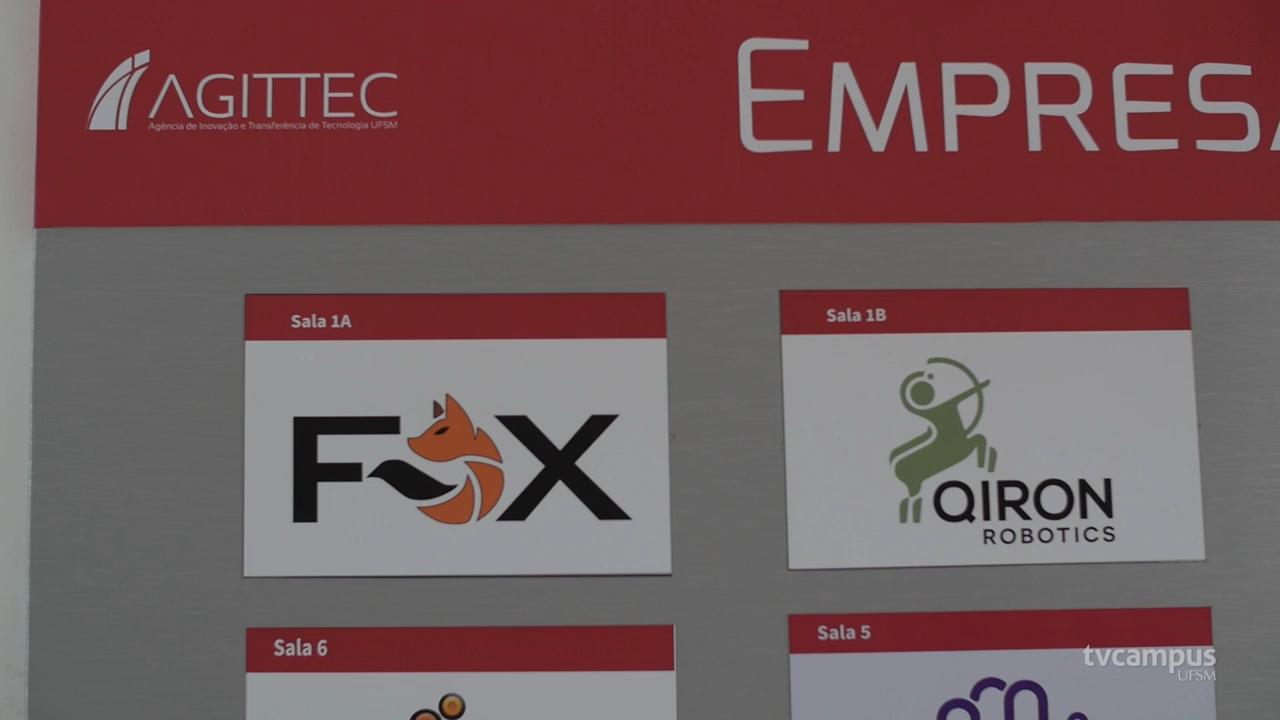 AGITTEC
Agência de Inovação e Transferência de Tecnologia UFSM
EMPRESA
Sala 1A
FOX
Sala 1B
QIRON
ROBOTICS
Sala 6
Sala 5
tvcampus
UFSM